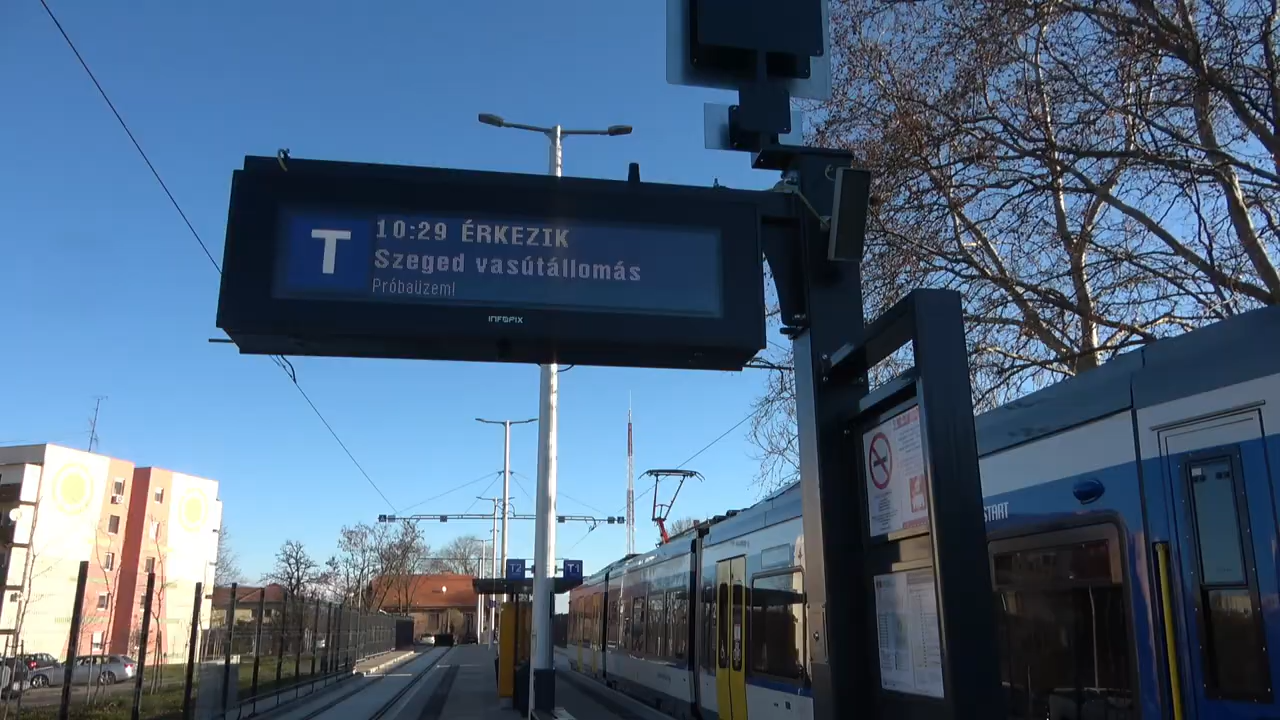 T
10:29 ÉRKEZIK
Szeged vasútállomás
Próbaüzem!
INFOPIX
T2
T1
START